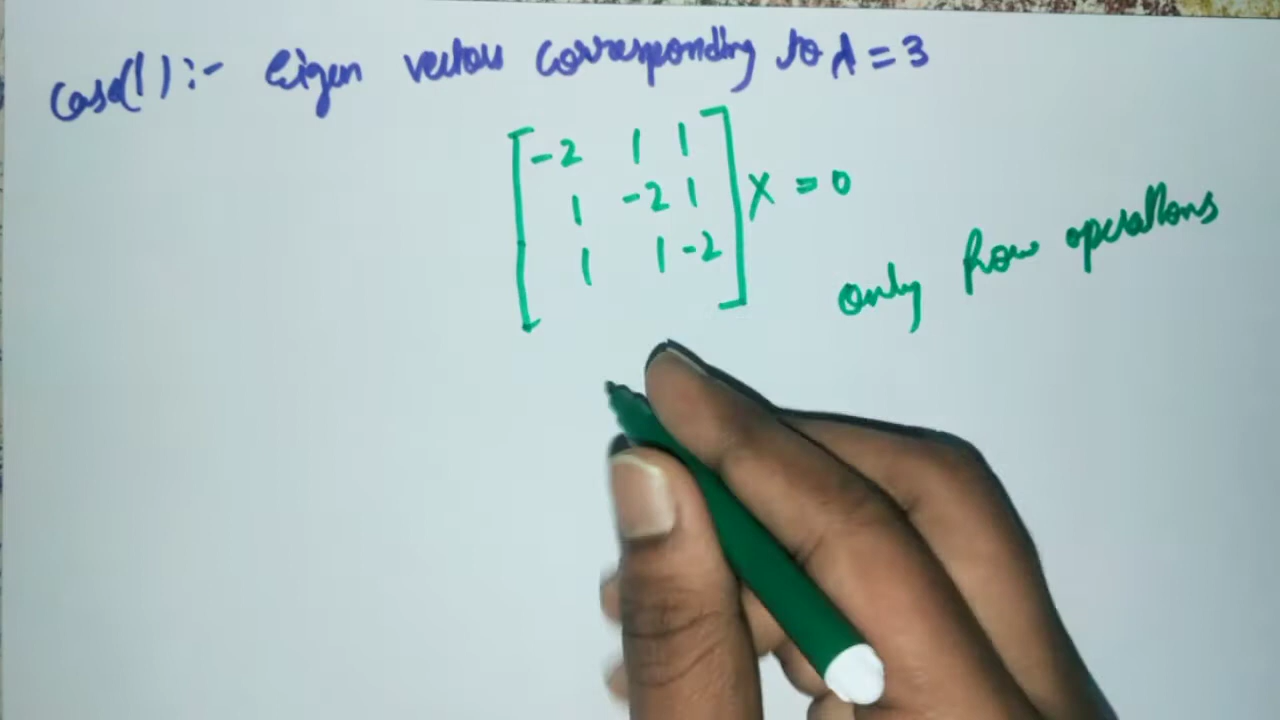 Case(1):- Eigen vectors corresponding to λ = 3
-2 1 1
1 -2 1 X = 0
1 1 -2
only Row operations